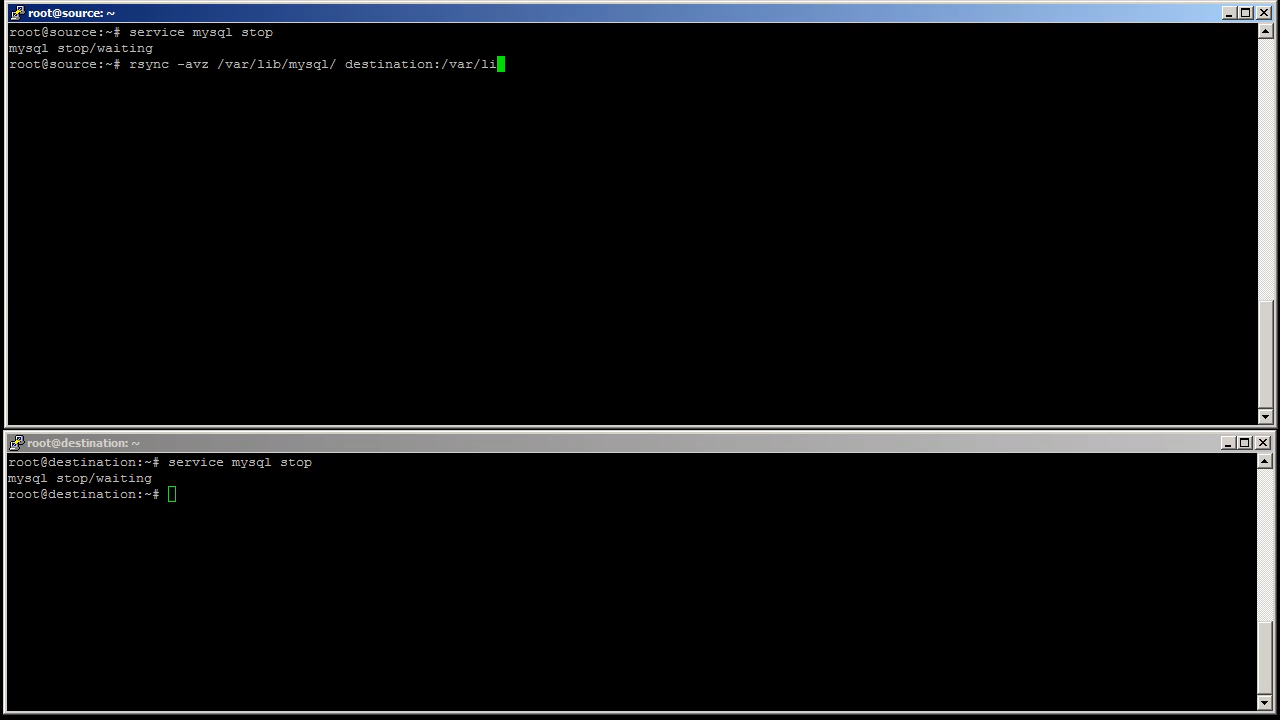 root@source: ~
root@source:~# service mysql stop
mysql stop/waiting
root@source:~# rsync -avz /var/lib/mysql/ destination:/var/li
root@destination: ~
root@destination:~# service mysql stop
mysql stop/waiting
root@destination:~#